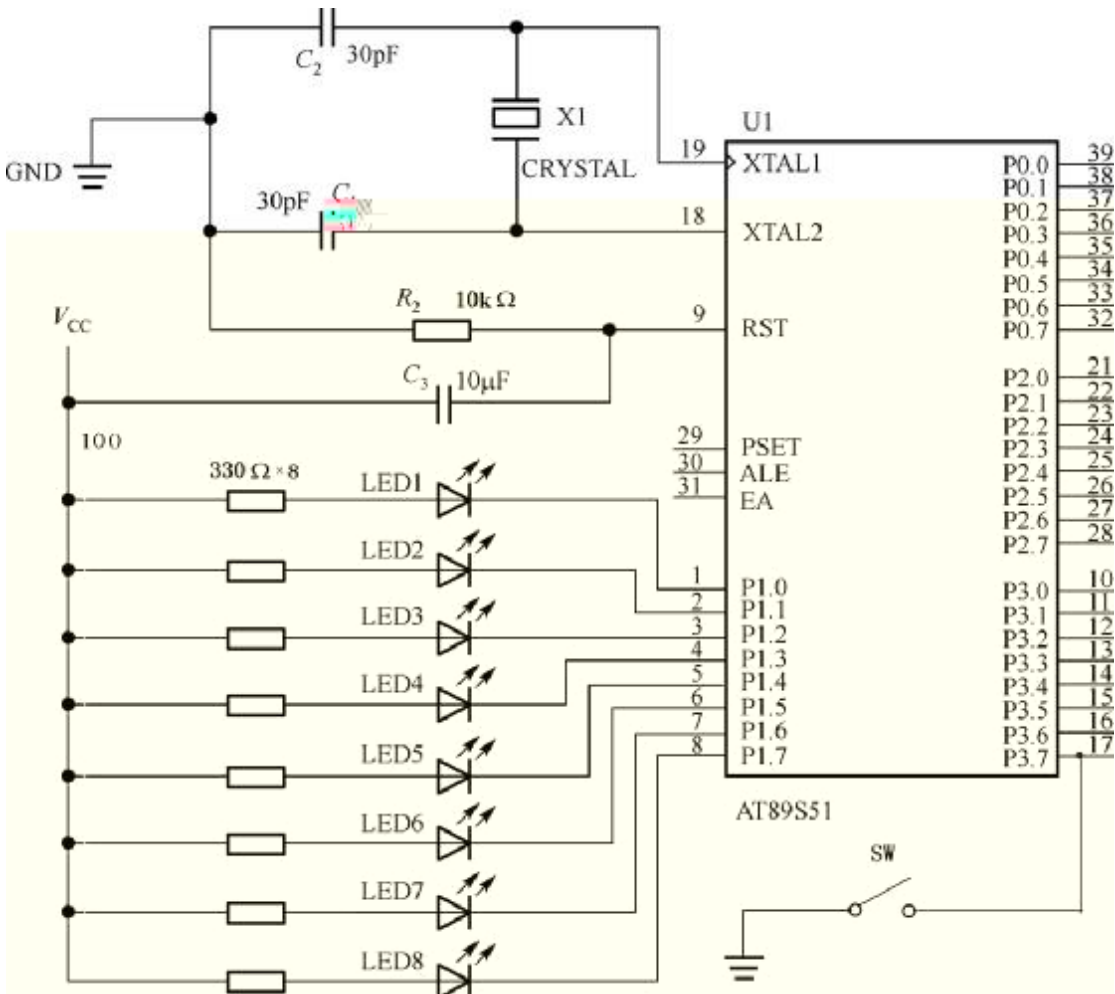 C2
30pF
X1
CRYSTAL
GND
30pF
R2
10k Ω
VCC
C3
10μF
100
330 Ω×8
LED1
LED2
LED3
LED4
LED5
LED6
LED7
LED8
U1
19
XTAL1
18
XTAL2
9
RST
29
PSET
30
ALE
31
EA
1
P1.0
2
P1.1
3
P1.2
4
P1.3
5
P1.4
6
P1.5
7
P1.6
8
P1.7
P0.0
39
P0.1
38
P0.2
37
P0.3
36
P0.4
35
P0.5
34
P0.6
33
P0.7
32
P2.0
21
P2.1
22
P2.2
23
P2.3
24
P2.4
25
P2.5
26
P2.6
27
P2.7
28
P3.0
10
P3.1
11
P3.2
12
P3.3
13
P3.4
14
P3.5
15
P3.6
16
P3.7
17
AT89S51
SW